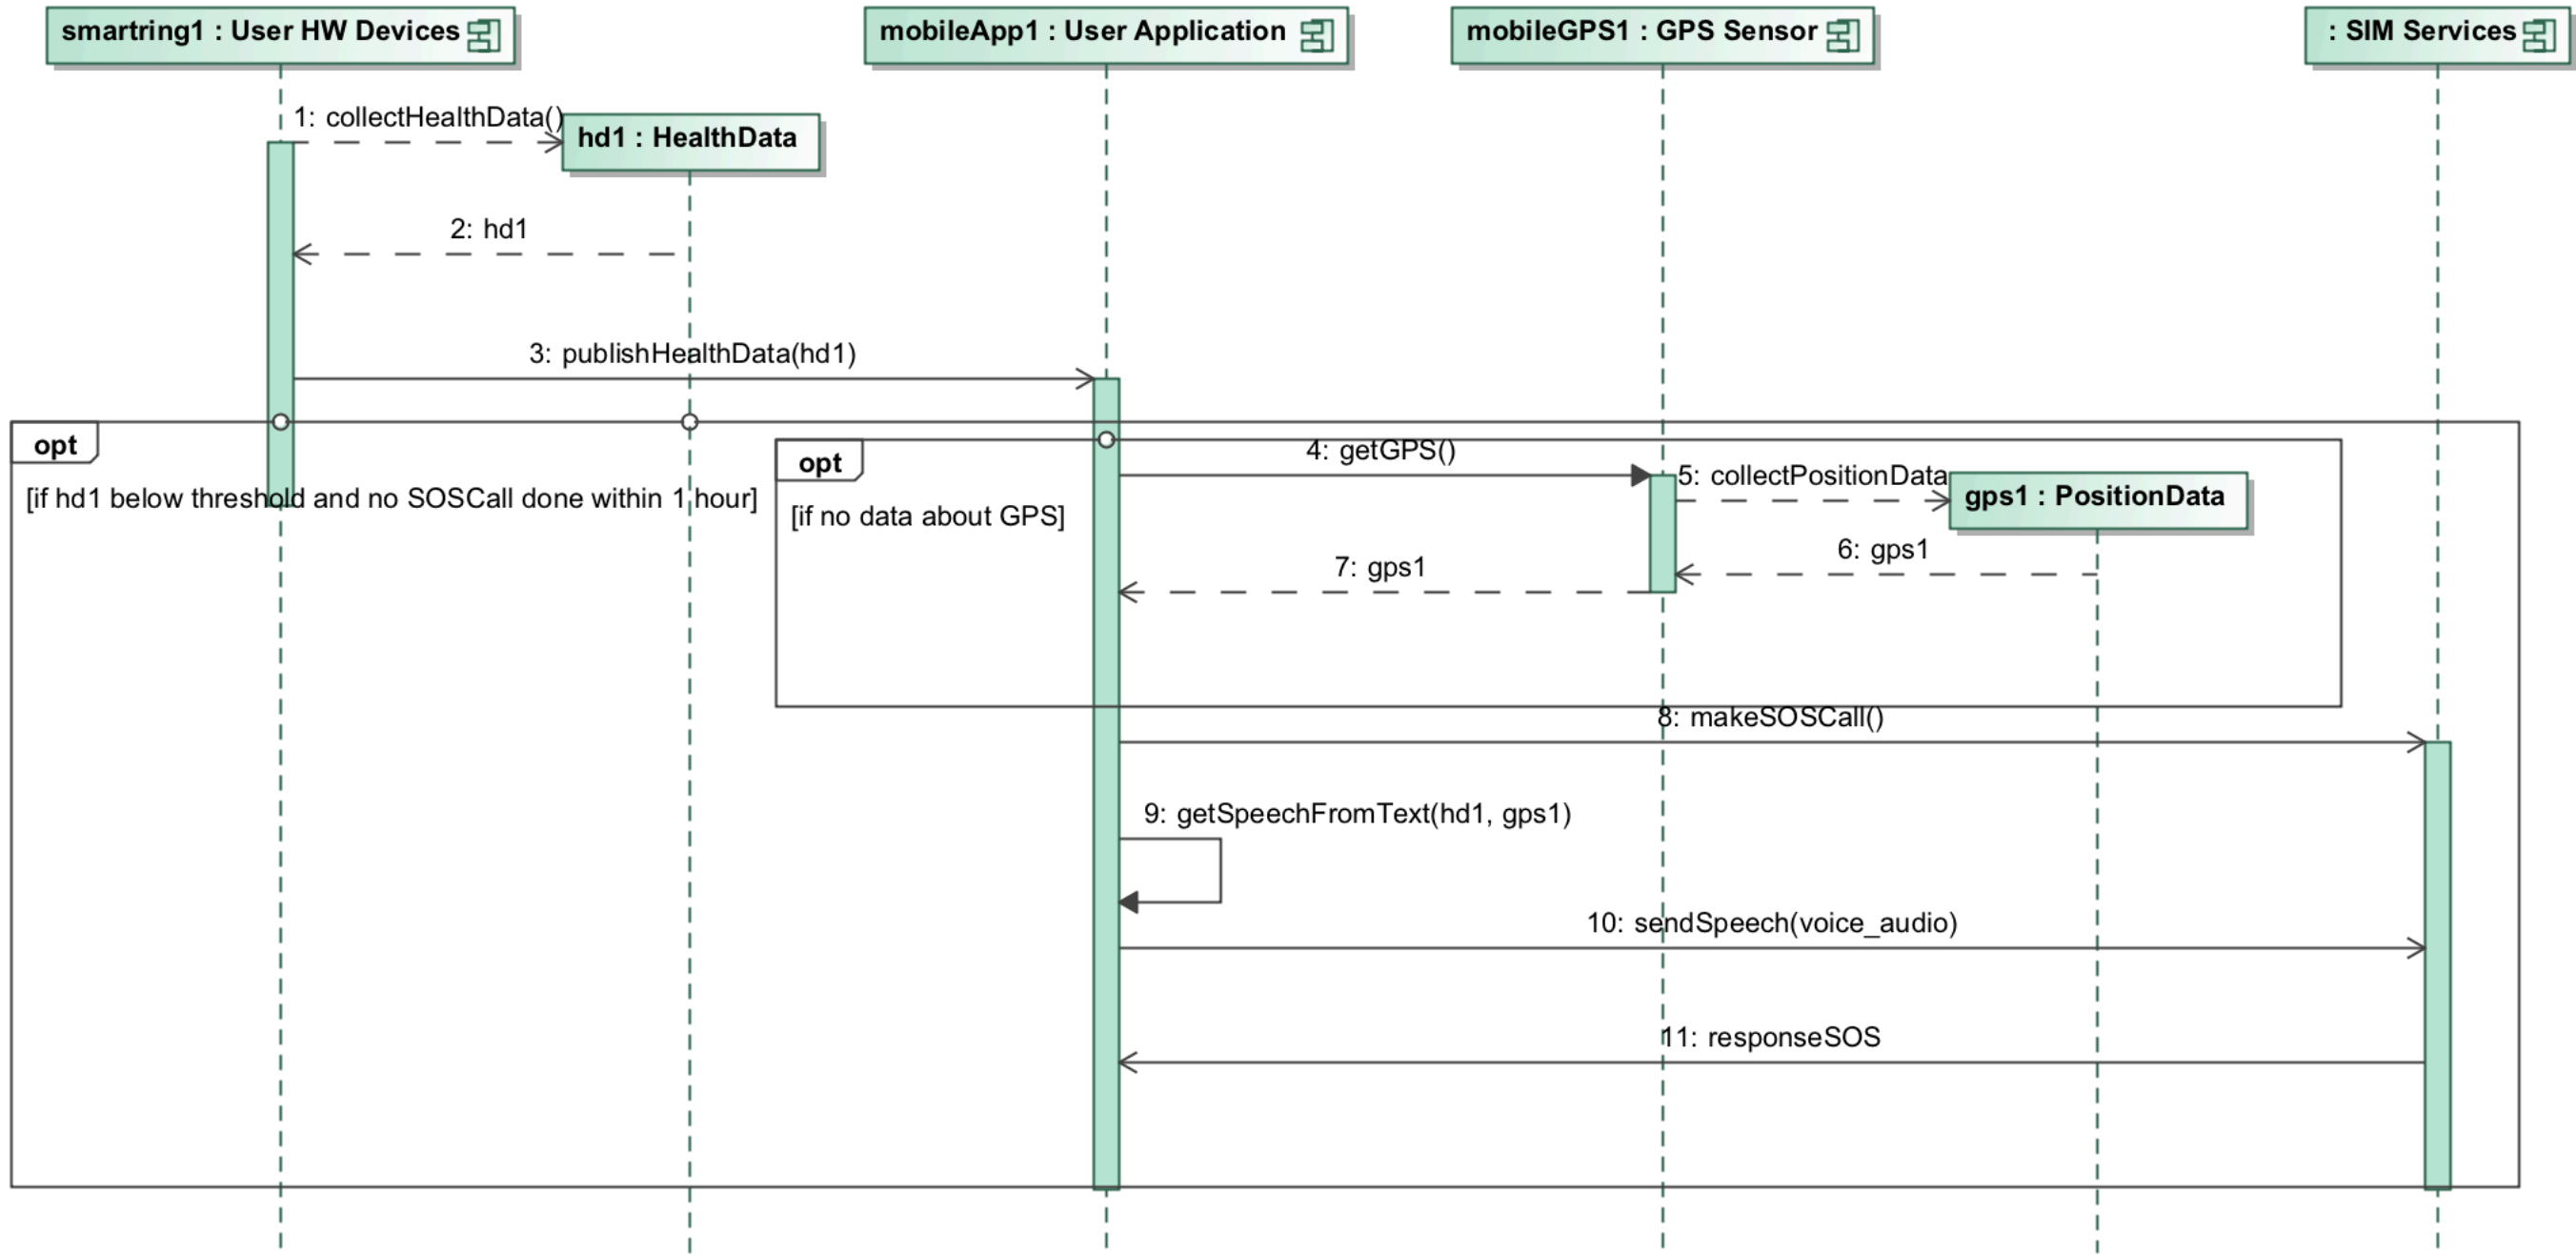 smartring1 : User HW Devices
mobileApp1 : User Application
mobileGPS1 : GPS Sensor
: SIM Services
1: collectHealthData()
hd1 : HealthData
2: hd1
3: publishHealthData(hd1)
opt
[if hd1 below threshold and no SOSCall done within 1 hour]
opt
[if no data about GPS]
4: getGPS()
5: collectPositionData
gps1 : PositionData
6: gps1
7: gps1
8: makeSOSCall()
9: getSpeechFromText(hd1, gps1)
10: sendSpeech(voice_audio)
11: responseSOS